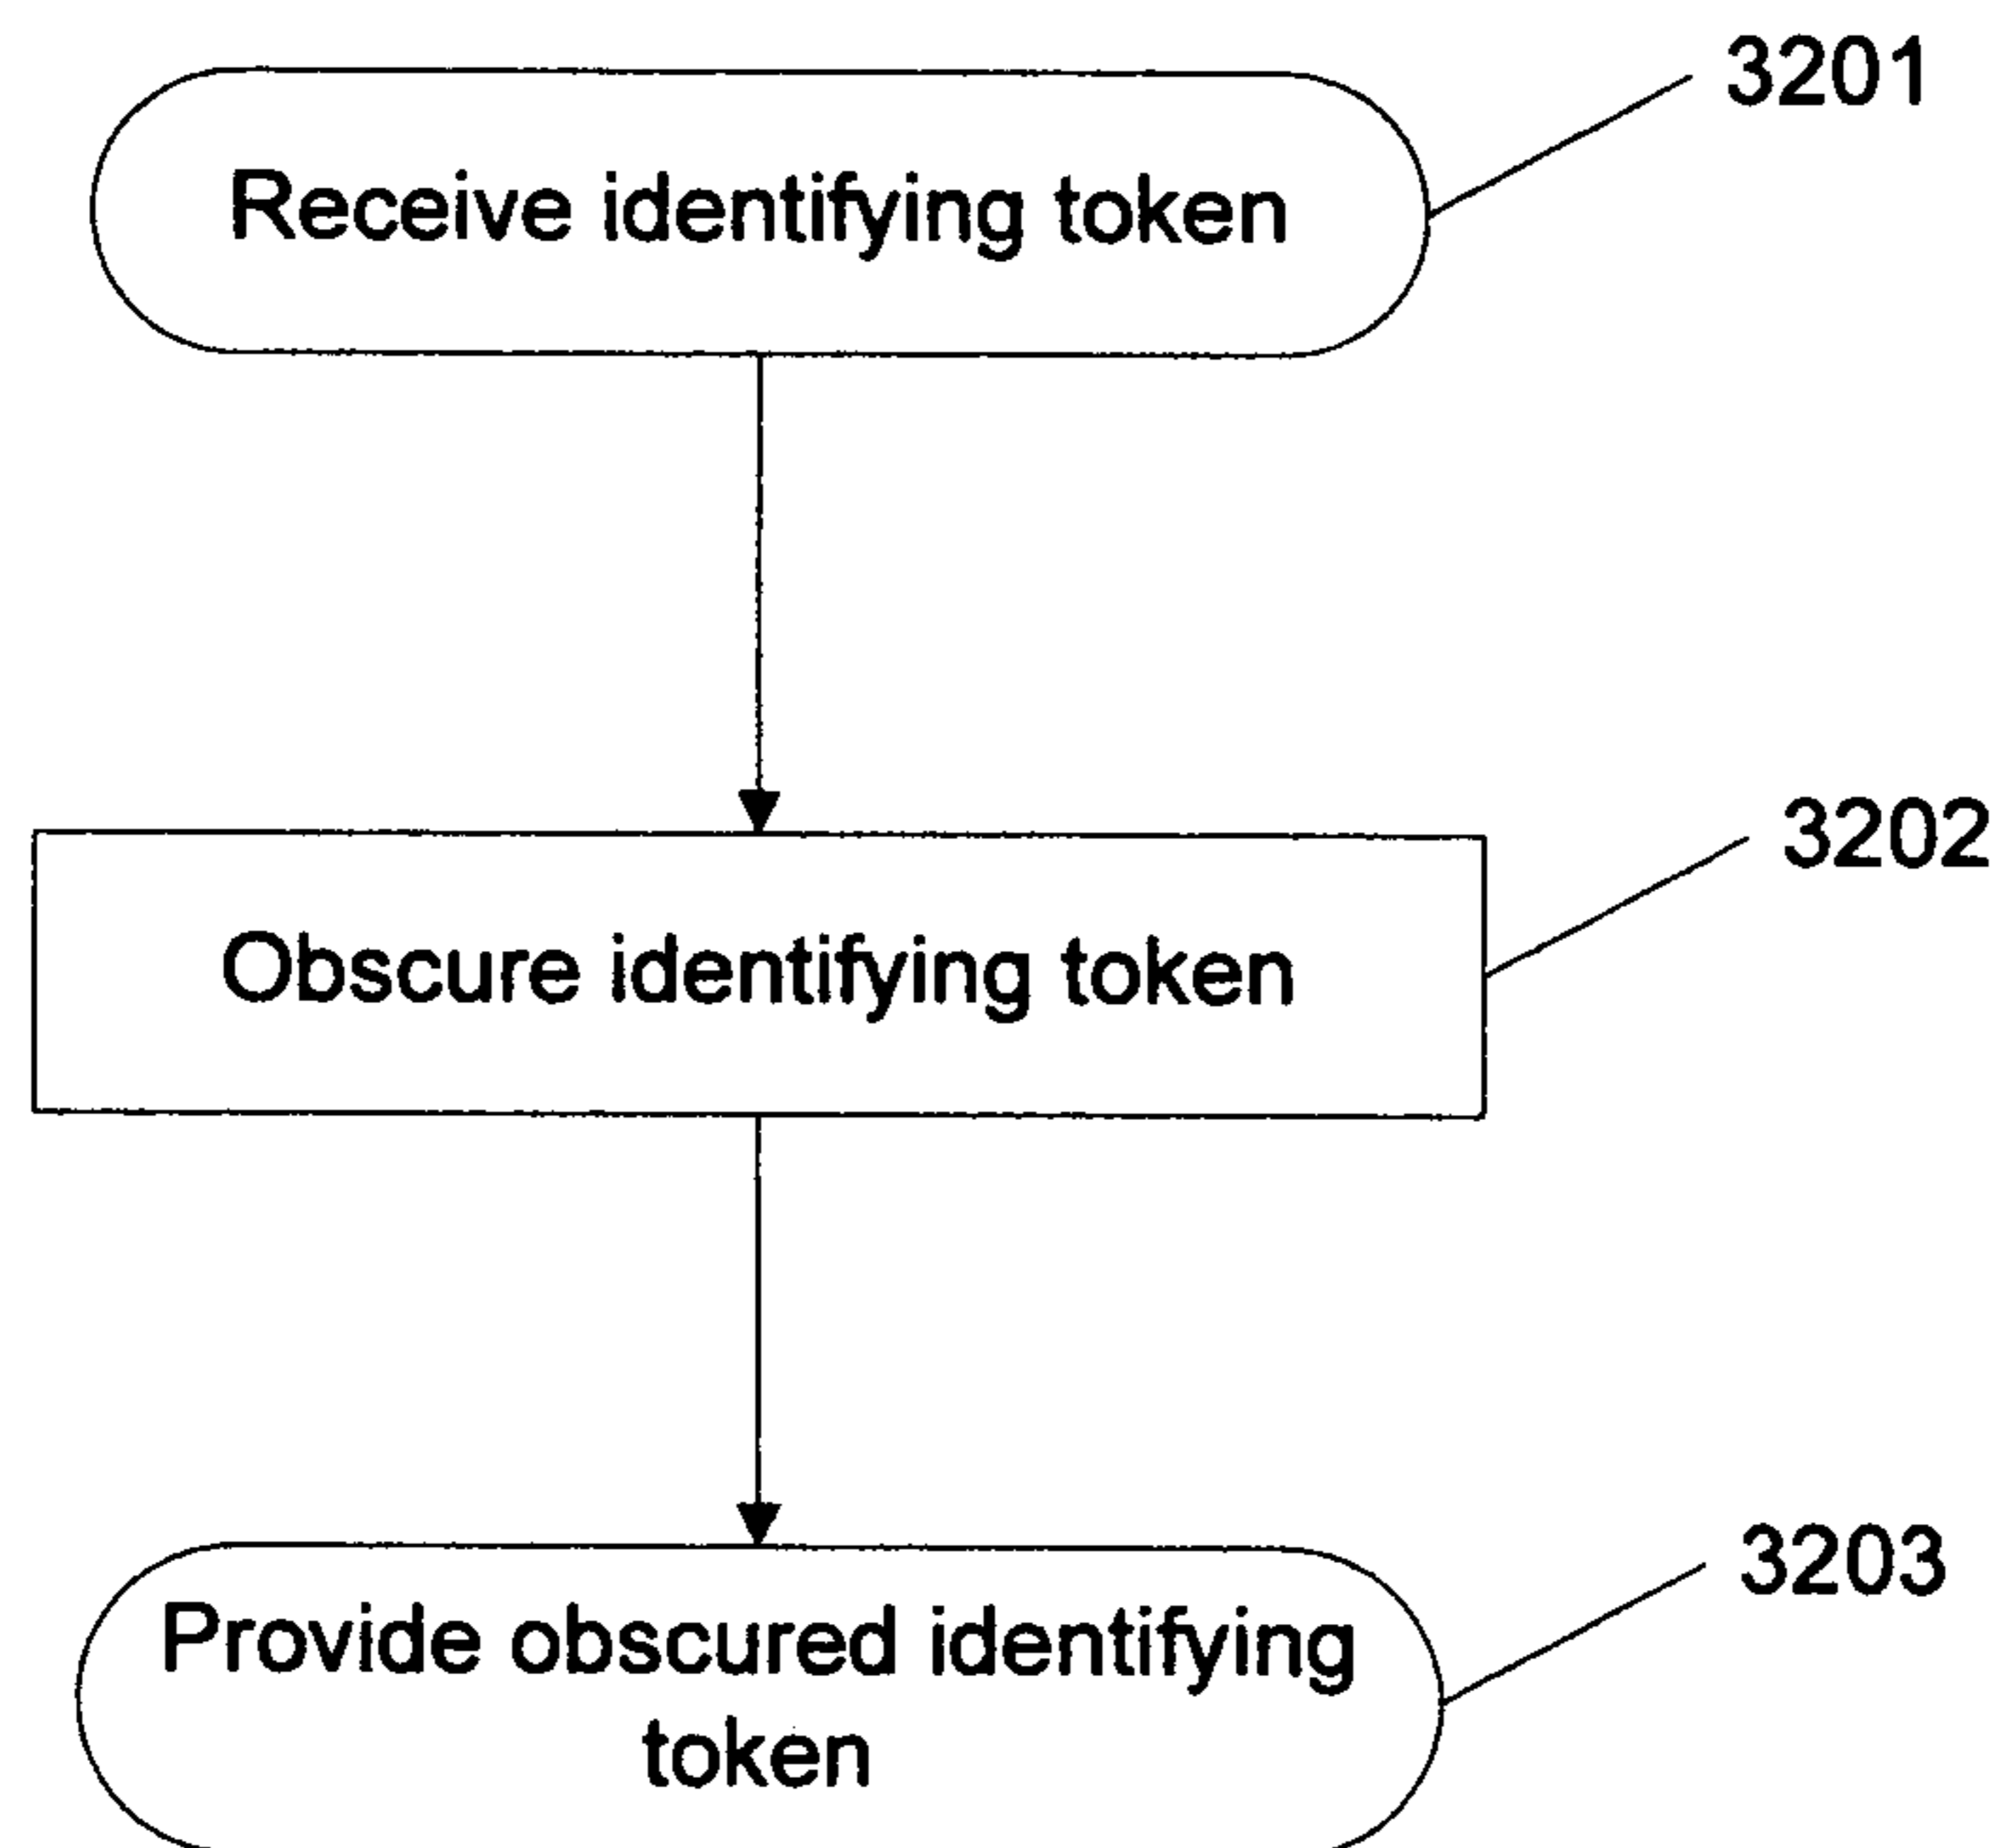 3201
Receive identifying token
3202
Obscure identifying token
3203
Provide obscured identifying
token